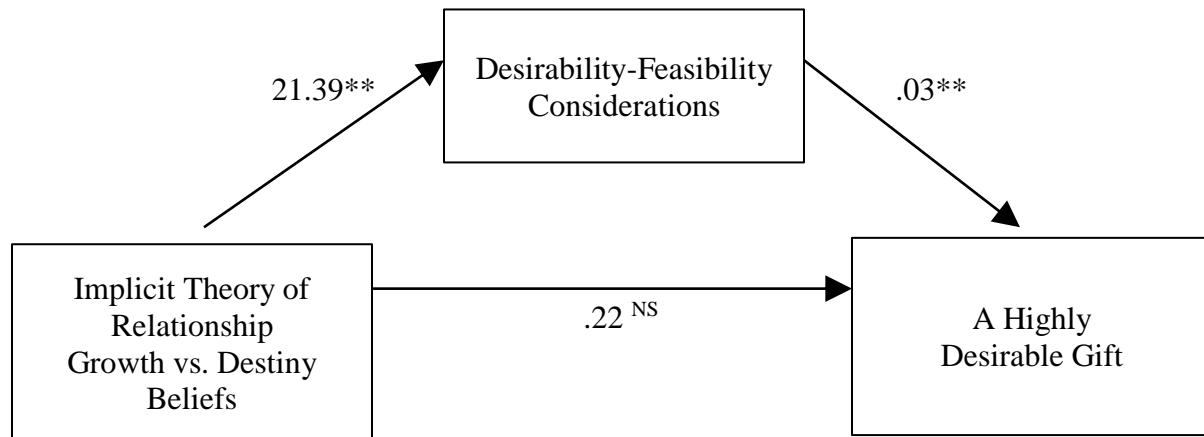 Desirability-Feasibility
Considerations
21.39**
.03**
Implicit Theory of
Relationship
Growth vs. Destiny
Beliefs
.22 NS
A Highly
Desirable Gift